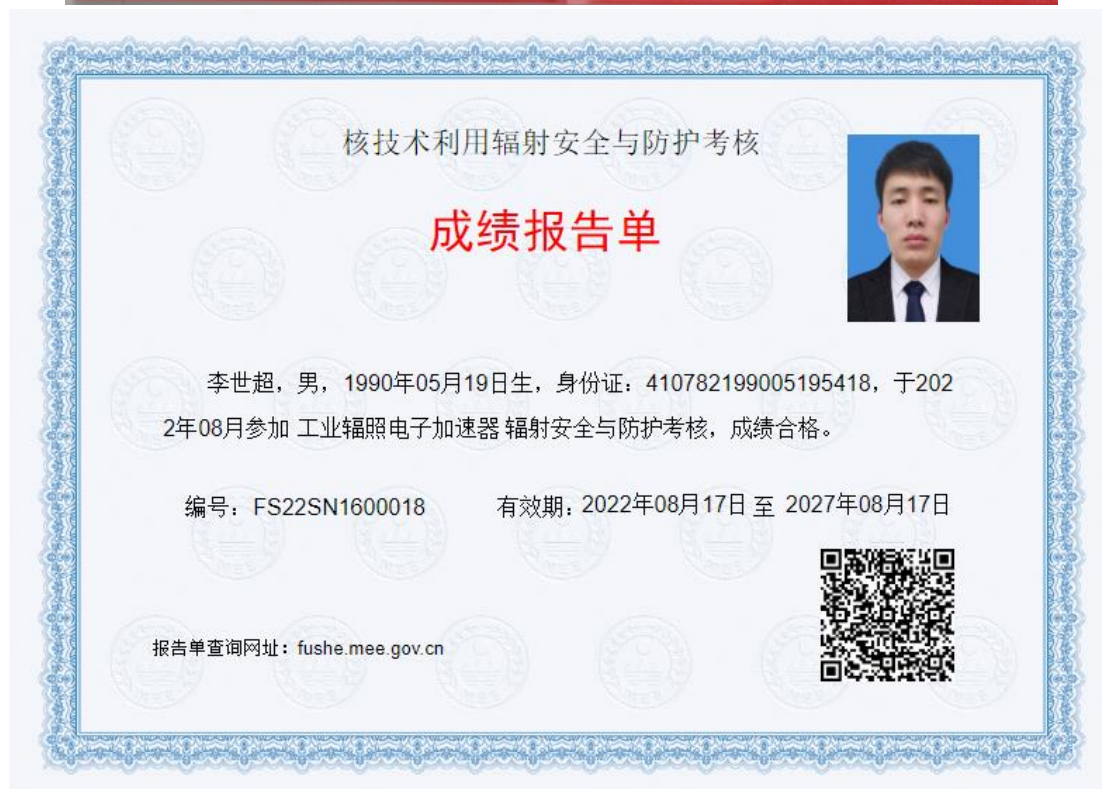 核技术利用辐射安全与防护考核
成绩报告单
李世超，男，1990年05月19日生，身份证：410782199005195418，于202
2年08月参加 工业辐照电子加速器 辐射安全与防护考核，成绩合格。
编号：FS22SN1600018 有效期：2022年08月17日 至 2027年08月17日
报告单查询网址：fushe.mee.gov.cn